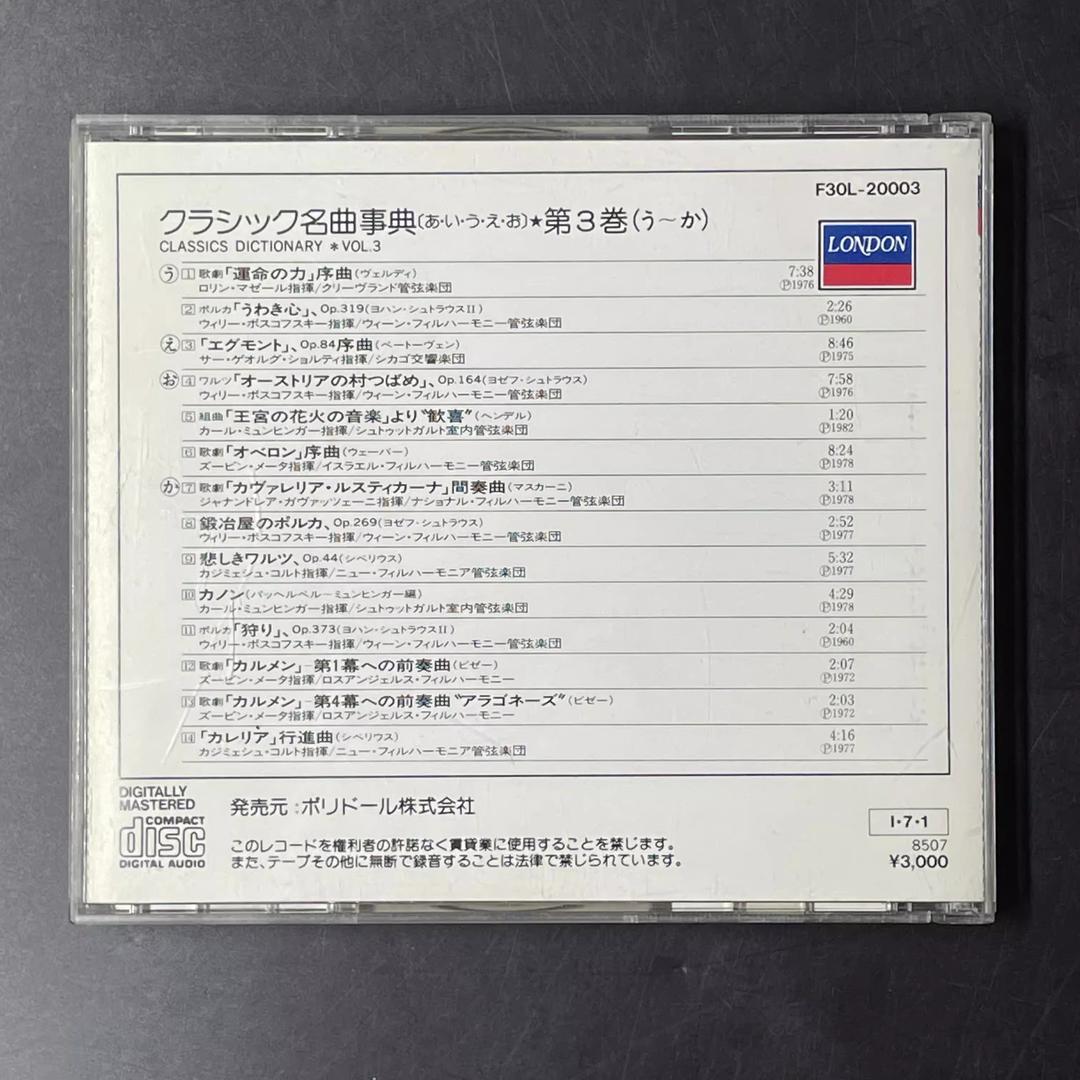 F30L-20003
クラシック名曲事典〔あ・い・う・え・お〕★第3巻(う〜か)
CLASSICS DICTIONARY *VOL.3
LONDON
う 1 歌劇「運命の力」序曲(ヴェルディ) 7:38
ロリン・マゼール指揮/クリーヴランド管弦楽団 Ⓟ1976
2 ポルカ「うわき心」、Op.319(ヨハン・シュトラウスII) 2:26
ウィリー・ボスコフスキー指揮/ウィーン・フィルハーモニー管弦楽団 Ⓟ1960
え 3 「エグモント」、Op.84序曲(ベートーヴェン) 8:46
サー・ゲオルグ・ショルティ指揮/シカゴ交響楽団 Ⓟ1975
お 4 ワルツ「オーストリアの村つばめ」、Op.164(ヨゼフ・シュトラウス) 7:58
ウィリー・ボスコフスキー指揮/ウィーン・フィルハーモニー管弦楽団 Ⓟ1976
5 組曲「王宮の花火の音楽」より“歓喜”(ヘンデル) 1:20
カール・ミュンヒンガー指揮/シュトゥットガルト室内管弦楽団 Ⓟ1982
6 歌劇「オベロン」序曲(ウェーバー) 8:24
ズービン・メータ指揮/イスラエル・フィルハーモニー管弦楽団 Ⓟ1978
か 7 歌劇「カヴァレリア・ルスティカーナ」間奏曲(マスカーニ) 3:11
ジャナンドレア・ガヴァッツェーニ指揮/ナショナル・フィルハーモニー管弦楽団 Ⓟ1978
8 鍛冶屋のポルカ、Op.269(ヨゼフ・シュトラウス) 2:52
ウィリー・ボスコフスキー指揮/ウィーン・フィルハーモニー管弦楽団 Ⓟ1977
9 悲しきワルツ、Op.44(シベリウス) 5:32
カジミェシュ・コルト指揮/ニュー・フィルハーモニア管弦楽団 Ⓟ1977
10 カノン(パッヘルベル−ミュンヒンガー編) 4:29
カール・ミュンヒンガー指揮/シュトゥットガルト室内管弦楽団 Ⓟ1978
11 ポルカ「狩り」、Op.373(ヨハン・シュトラウスII) 2:04
ウィリー・ボスコフスキー指揮/ウィーン・フィルハーモニー管弦楽団 Ⓟ1960
12 歌劇「カルメン」−第1幕への前奏曲(ビゼー) 2:07
ズービン・メータ指揮/ロスアンジェルス・フィルハーモニー Ⓟ1972
13 歌劇「カルメン」−第4幕への前奏曲“アラゴネーズ”(ビゼー) 2:03
ズービン・メータ指揮/ロスアンジェルス・フィルハーモニー Ⓟ1972
14 「カレリア」行進曲(シベリウス) 4:16
カジミェシュ・コルト指揮/ニュー・フィルハーモニア管弦楽団 Ⓟ1977
DIGITALLY
MASTERED
COMPACT
disc
DIGITAL AUDIO
発売元:ポリドール株式会社
このレコードを権利者の許諾なく賃貸業に使用することを禁じます。
また、テープその他に無断で録音することは法律で禁じられています。
I・7・1
8507
¥3,000